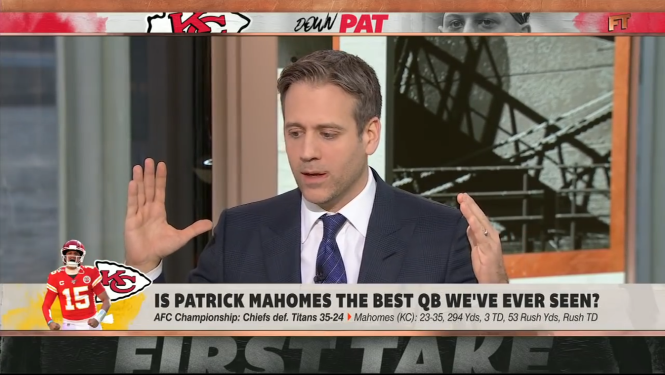 KC
DOWN PAT
FT
15
KC
IS PATRICK MAHOMES THE BEST QB WE'VE EVER SEEN?
AFC Championship: Chiefs def. Titans 35-24 Mahomes (KC): 23-35, 294 Yds, 3 TD, 53 Rush Yds, Rush TD
FIRST TAKE